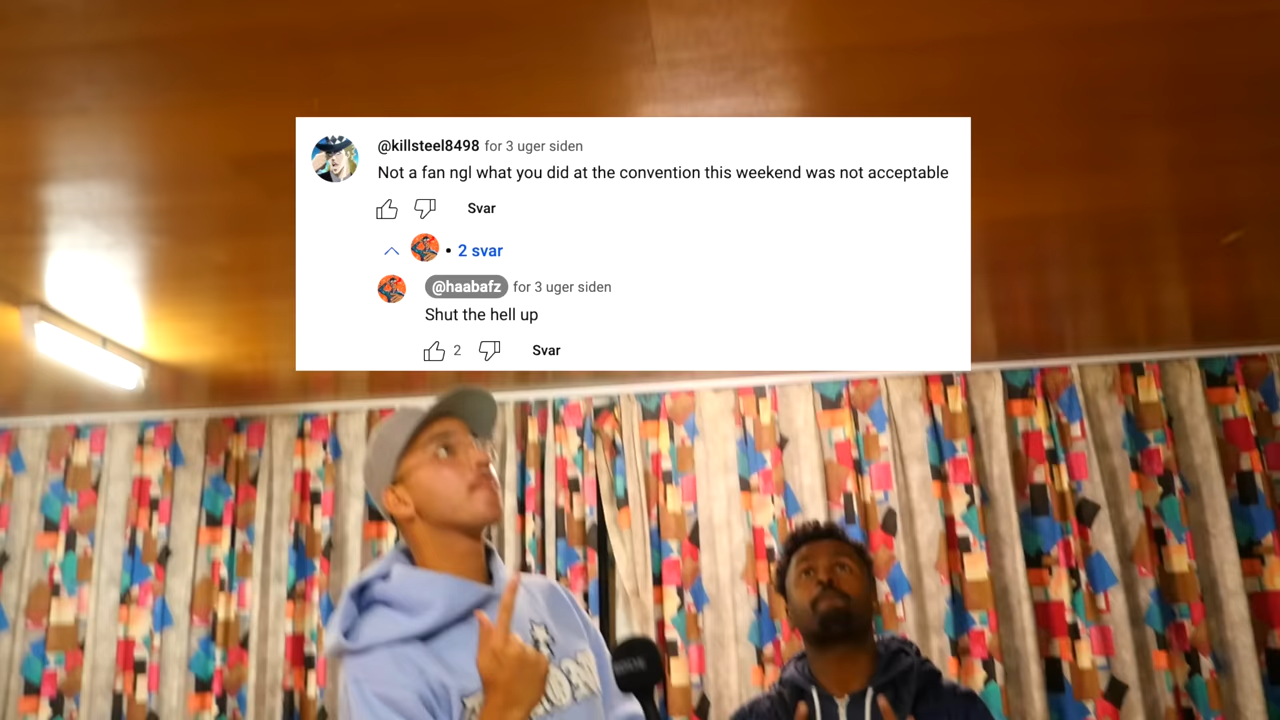 @killsteel8498 for 3 uger siden
Not a fan ngl what you did at the convention this weekend was not acceptable
Svar
• 2 svar
@haabafz for 3 uger siden
Shut the hell up
2 Svar